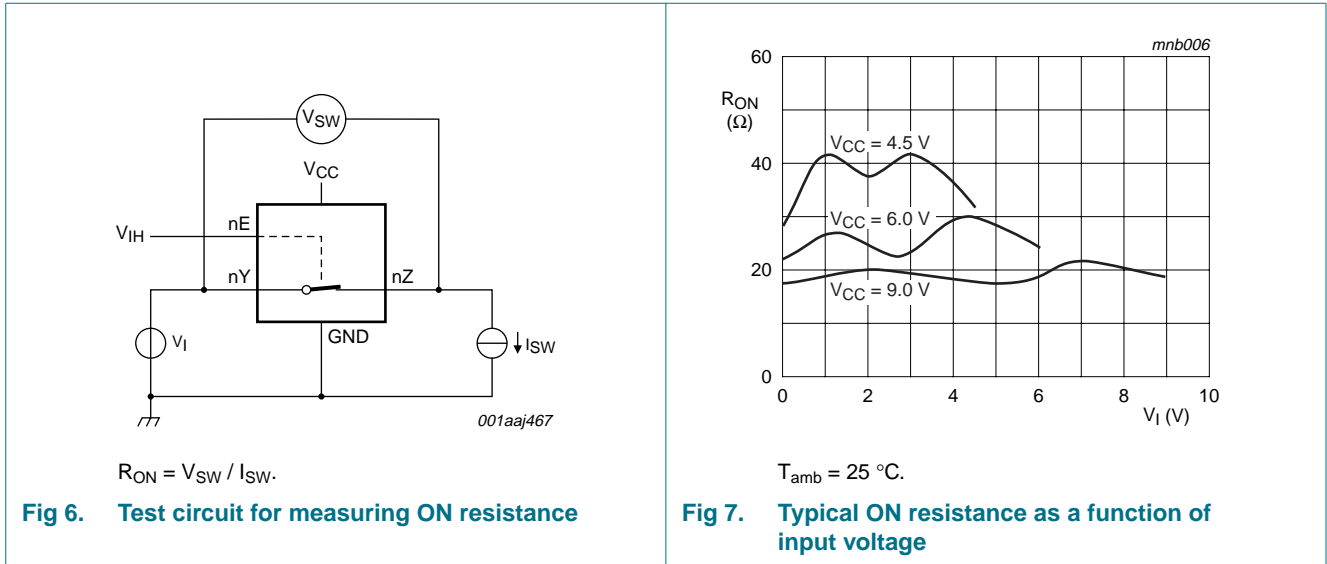 VSW
VCC
VIH
nE
nY
nZ
GND
VI
ISW
001aaj467
RON = VSW / ISW.
Fig 6. Test circuit for measuring ON resistance
mnb006
60
RON
(Ω)
VCC = 4.5 V
40
VCC = 6.0 V
20
VCC = 9.0 V
0
0 2 4 6 8 10
VI (V)
Tamb = 25 °C.
Fig 7. Typical ON resistance as a function of
input voltage